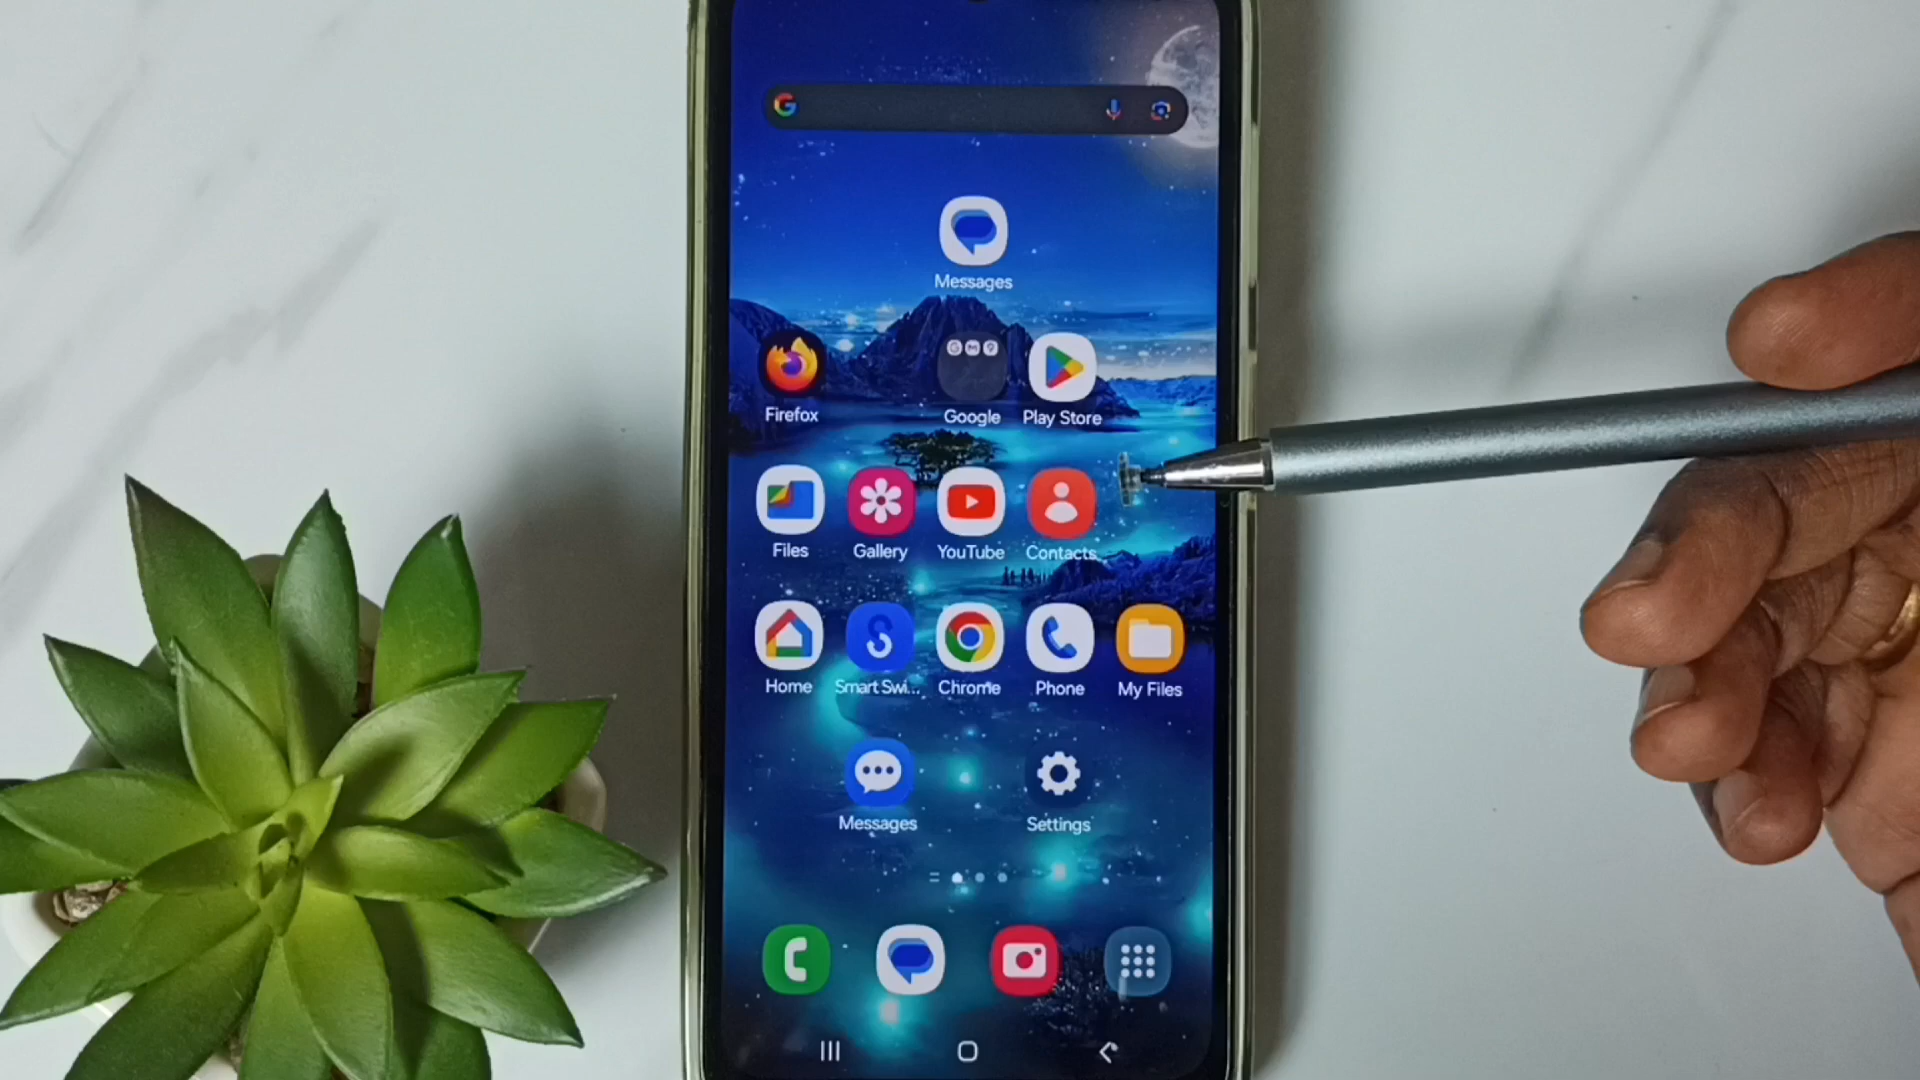 Messages
Firefox
Google
Play Store
Files
Gallery
YouTube
Contacts
Home
Smart Swi...
Chrome
Phone
My Files
Messages
Settings